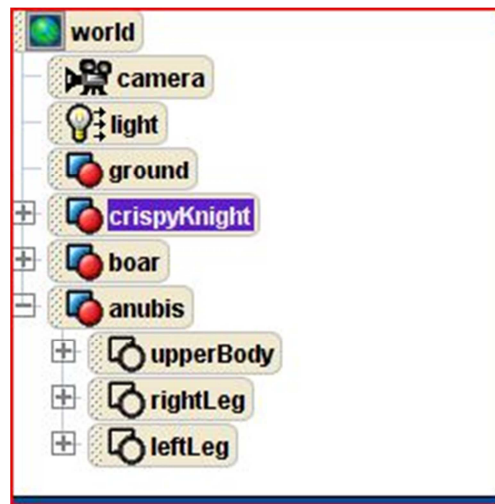 world
camera
light
ground
crispyKnight
boar
anubis
upperBody
rightLeg
leftLeg